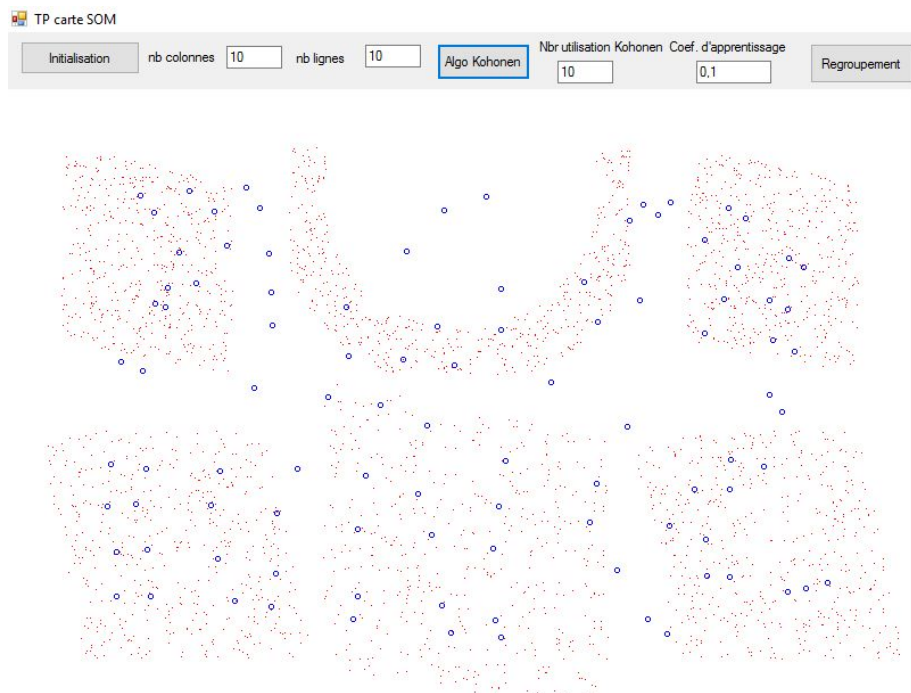 TP carte SOM
Initialisation nb colonnes 10 nb lignes 10 Algo Kohonen Nbr utilisation Kohonen Coef. d'apprentissage Regroupement
10 0,1